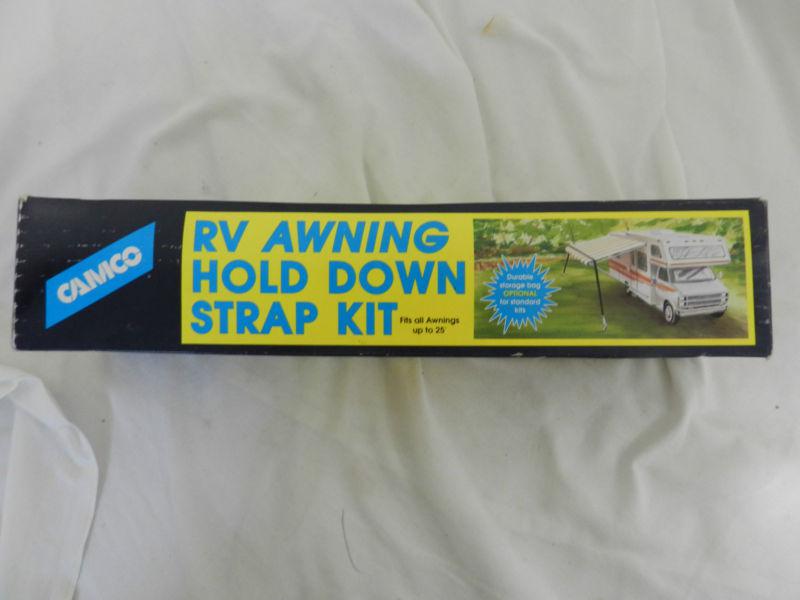 CAMCO
RV AWNING
HOLD DOWN
STRAP KIT
Fits all Awnings
up to 25'
Durable
storage bag
OPTIONAL
for standard
kits